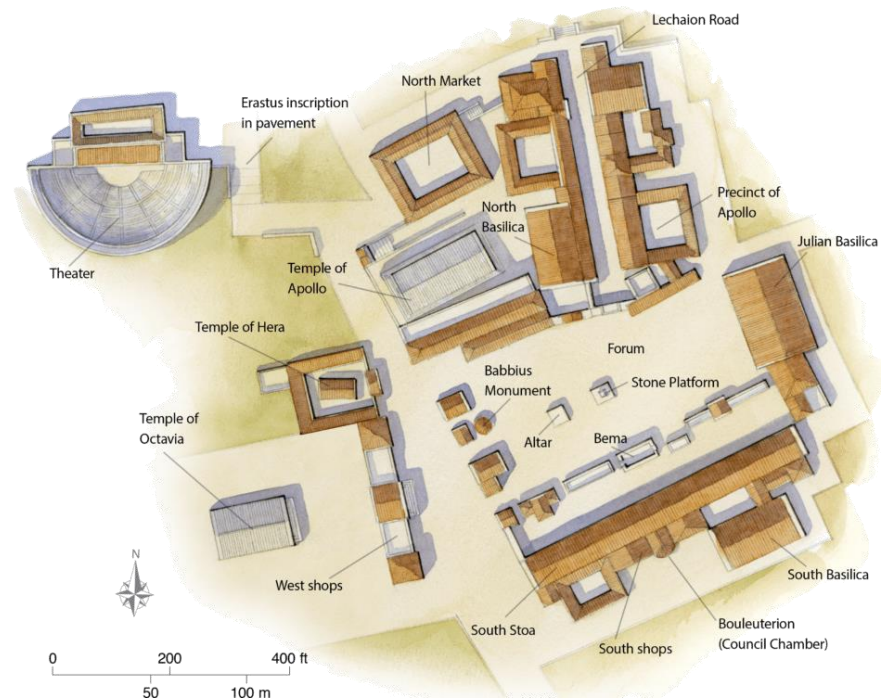 Lechaion Road
North Market
Erastus inscription
in pavement
Precinct of
Apollo
North
Basilica
Julian Basilica
Theater
Temple of
Apollo
Temple of Hera
Forum
Babbius
Monument
Stone Platform
Temple of
Octavia
Altar
Bema
N
West shops
South Basilica
South Stoa
Bouleuterion
(Council Chamber)
South shops
0 200 400 ft
50 100 m